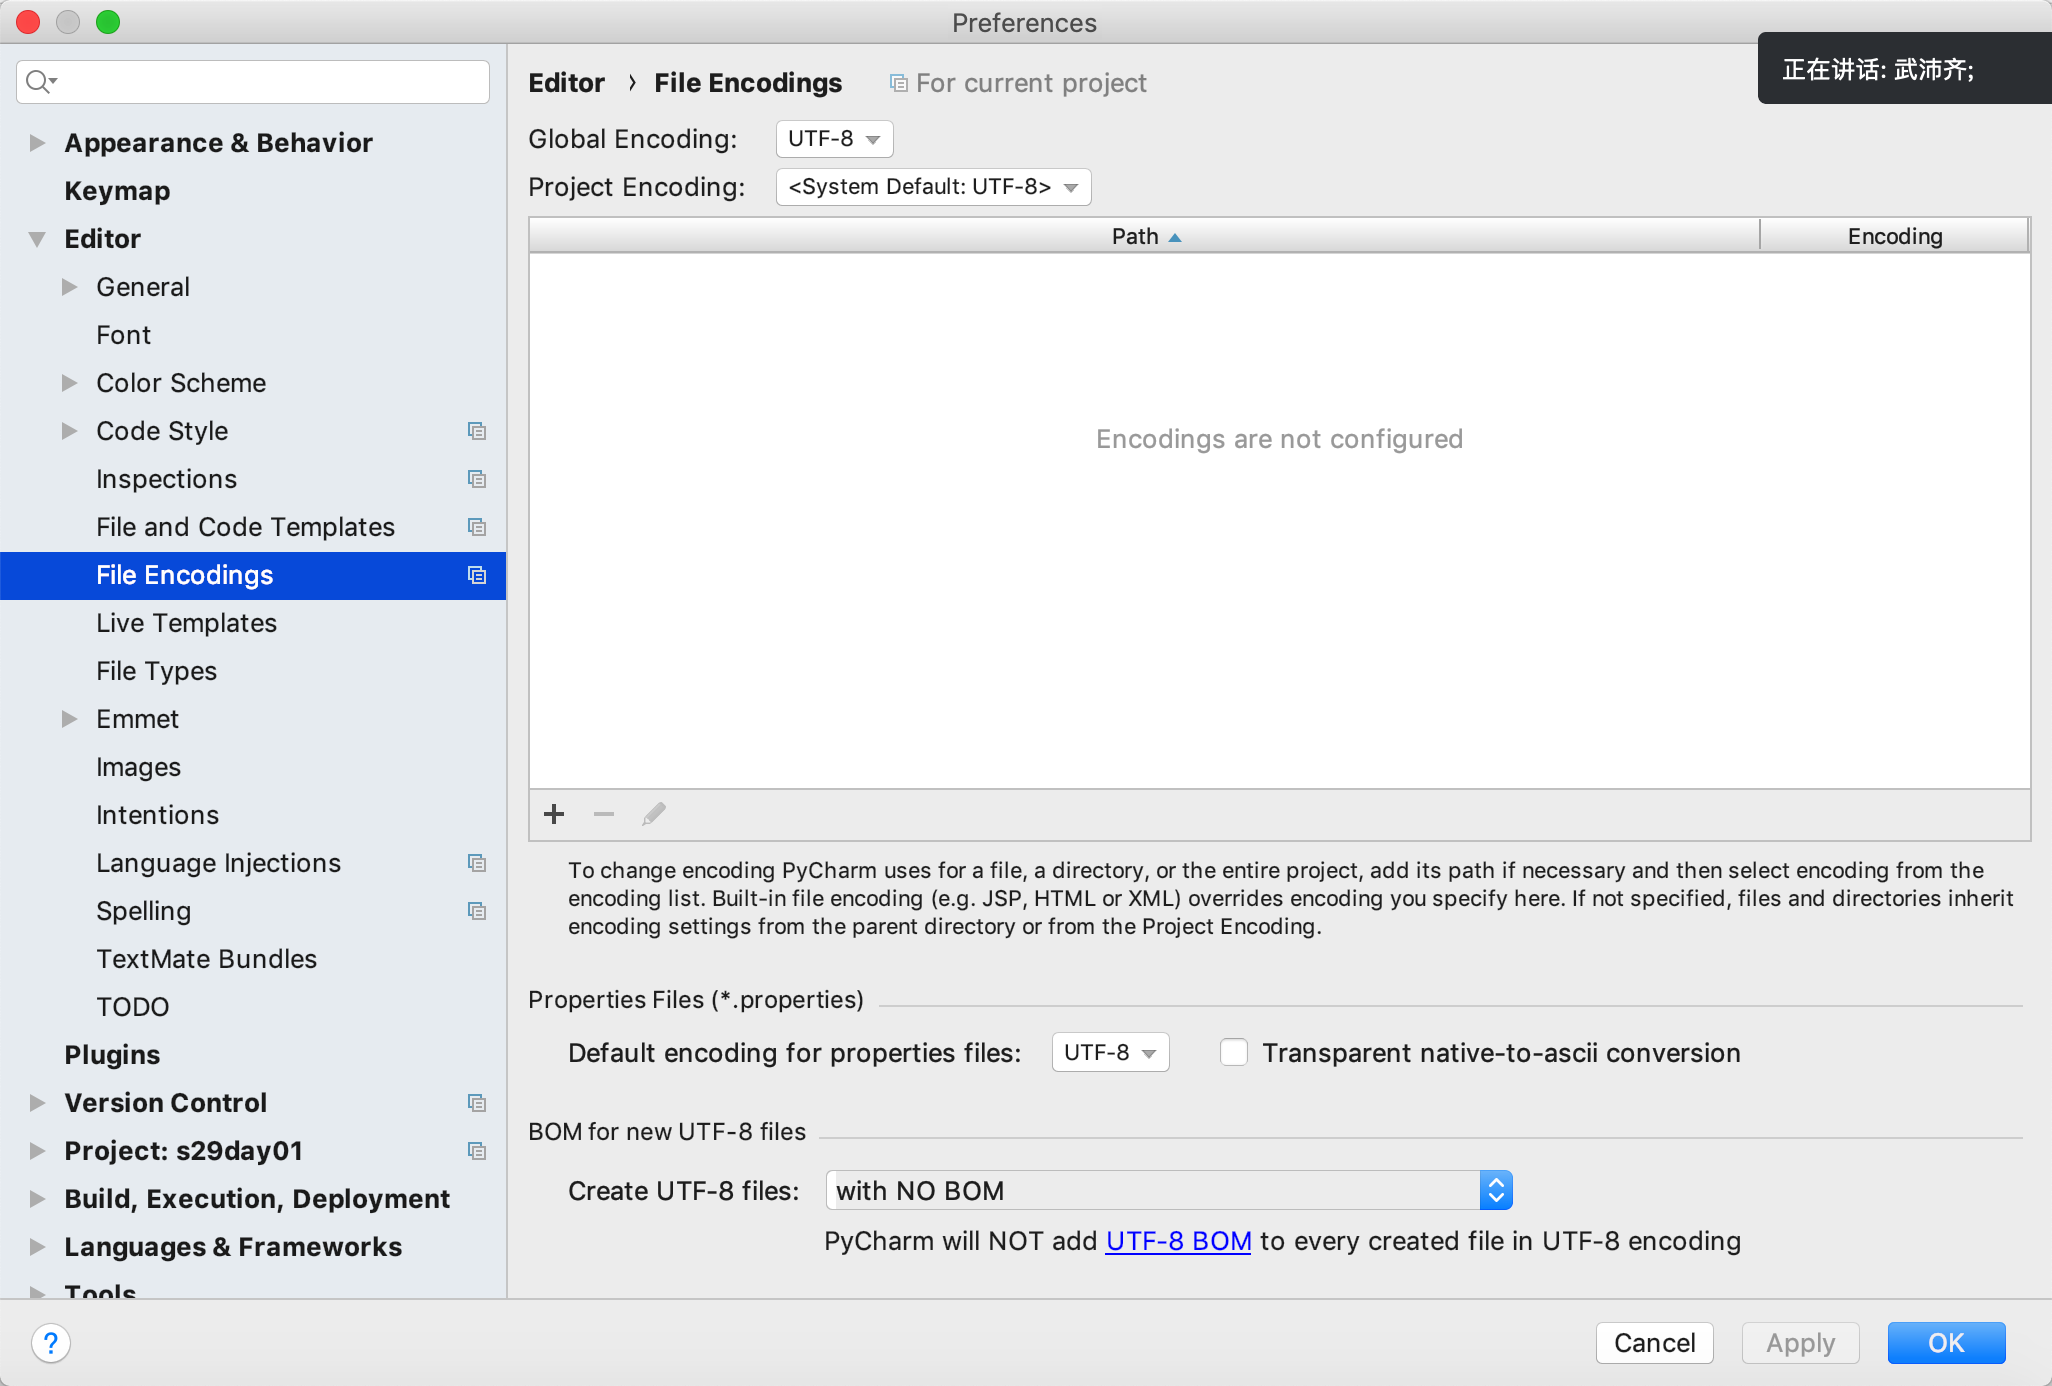 Preferences
正在讲话: 武沛齐;
Appearance & Behavior
Keymap
Editor
General
Font
Color Scheme
Code Style
Inspections
File and Code Templates
File Encodings
Live Templates
File Types
Emmet
Images
Intentions
Language Injections
Spelling
TextMate Bundles
TODO
Plugins
Version Control
Project: s29day01
Build, Execution, Deployment
Languages & Frameworks
Tools
Editor › File Encodings For current project
Global Encoding: UTF-8
Project Encoding: <System Default: UTF-8>
Path Encoding
Encodings are not configured
To change encoding PyCharm uses for a file, a directory, or the entire project, add its path if necessary and then select encoding from the
encoding list. Built-in file encoding (e.g. JSP, HTML or XML) overrides encoding you specify here. If not specified, files and directories inherit
encoding settings from the parent directory or from the Project Encoding.
Properties Files (*.properties)
Default encoding for properties files: UTF-8 Transparent native-to-ascii conversion
BOM for new UTF-8 files
Create UTF-8 files: with NO BOM
PyCharm will NOT add UTF-8 BOM to every created file in UTF-8 encoding
? Cancel Apply OK